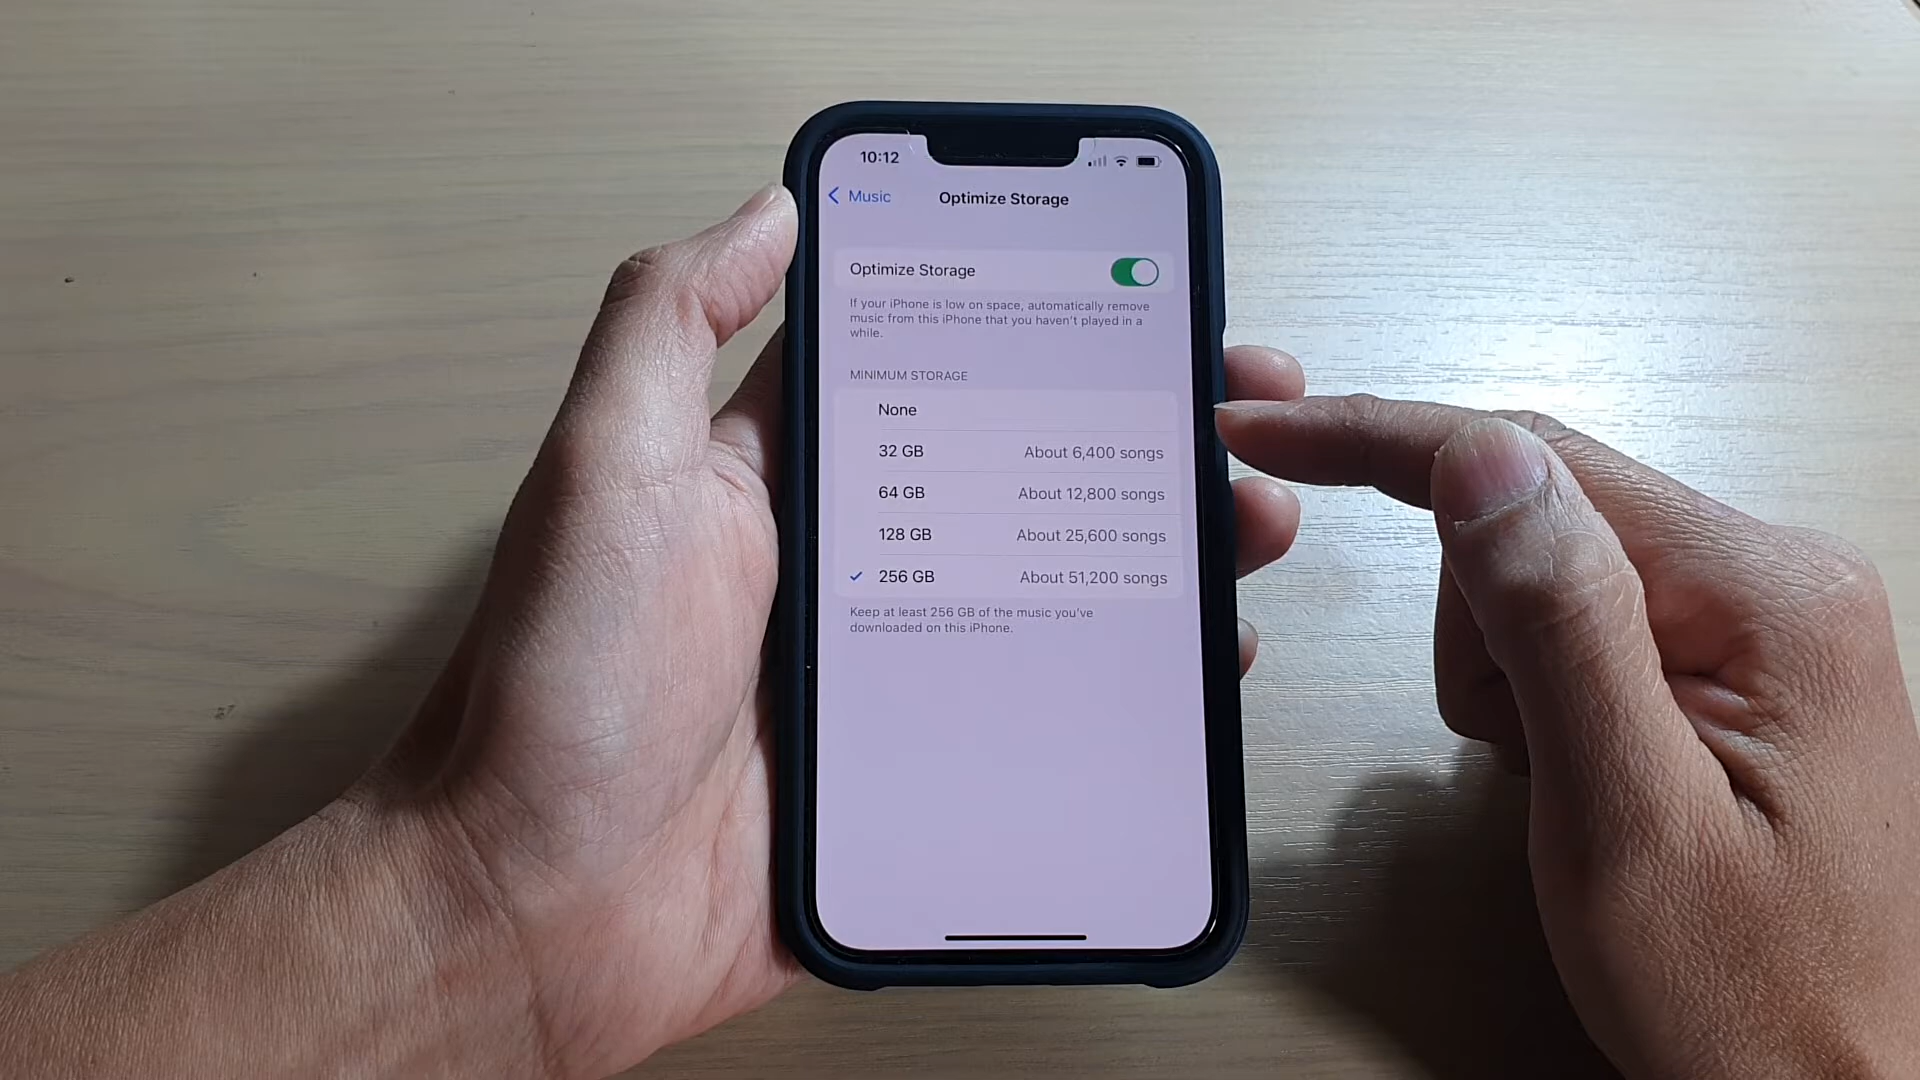 10:12
Music Optimize Storage
Optimize Storage
If your iPhone is low on space, automatically remove
music from this iPhone that you haven't played in a
while.
MINIMUM STORAGE
None
32 GB About 6,400 songs
64 GB About 12,800 songs
128 GB About 25,600 songs
256 GB About 51,200 songs
Keep at least 256 GB of the music you've
downloaded on this iPhone.